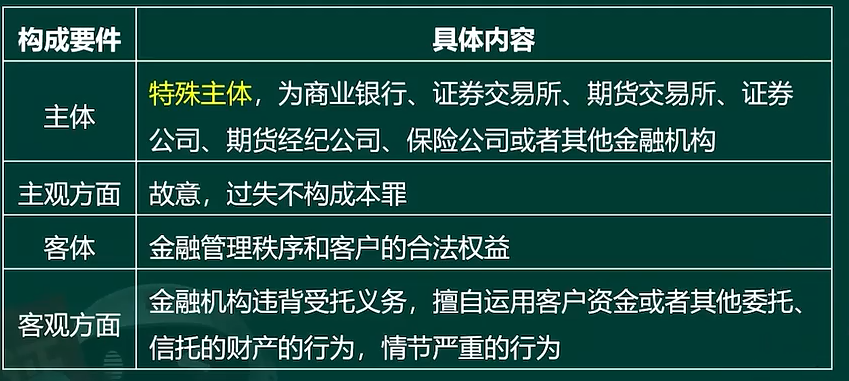 构成要件 具体内容
主体
特殊主体，为商业银行、证券交易所、期货交易所、证券
公司、期货经纪公司、保险公司或者其他金融机构
主观方面 故意，过失不构成本罪
客体 金融管理秩序和客户的合法权益
客观方面
金融机构违背受托义务，擅自运用客户资金或者其他委托、
信托的财产的行为，情节严重的行为